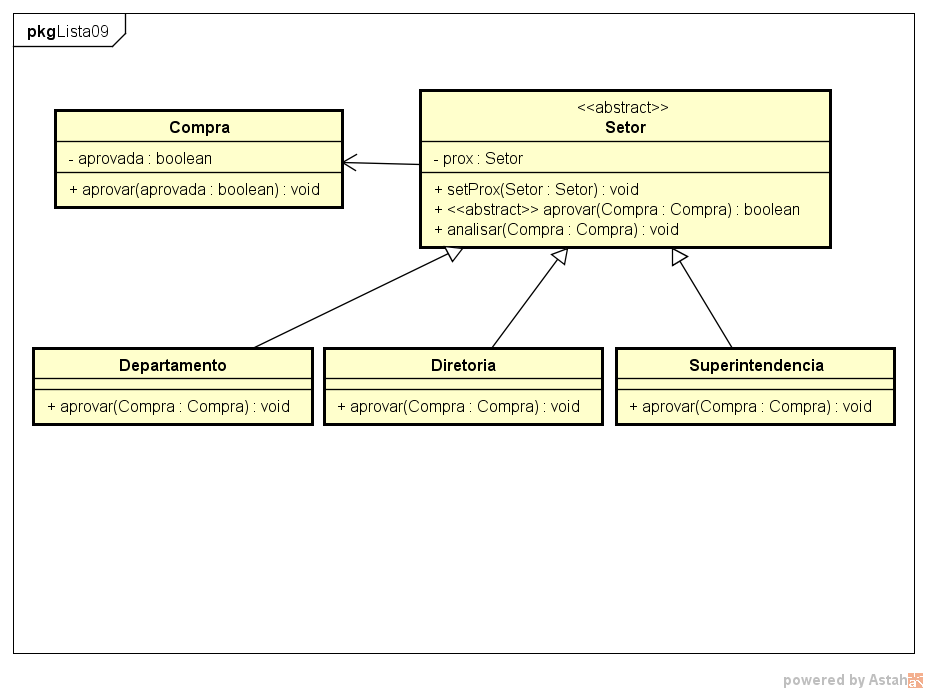 pkg Lista09
Compra
- aprovada : boolean
+ aprovar(aprovada : boolean) : void
<<abstract>>
Setor
- prox : Setor
+ setProx(Setor : Setor) : void
+ <<abstract>> aprovar(Compra : Compra) : boolean
+ analisar(Compra : Compra) : void
Departamento
+ aprovar(Compra : Compra) : void
Diretoria
+ aprovar(Compra : Compra) : void
Superintendencia
+ aprovar(Compra : Compra) : void
powered by Astah